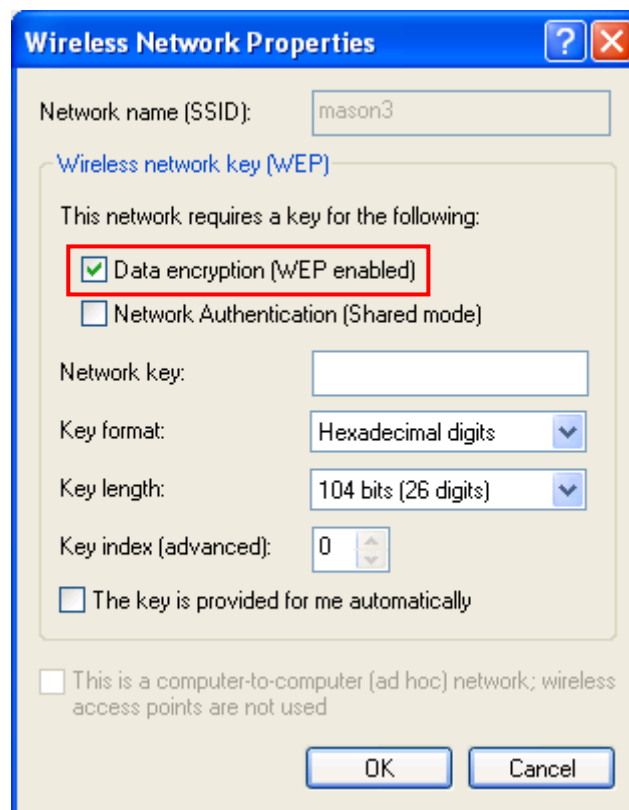 Wireless Network Properties
Network name (SSID): mason3
Wireless network key (WEP)
This network requires a key for the following:
Data encryption (WEP enabled)
Network Authentication (Shared mode)
Network key:
Key format: Hexadecimal digits
Key length: 104 bits (26 digits)
Key index (advanced): 0
The key is provided for me automatically
This is a computer-to-computer (ad hoc) network; wireless
access points are not used
OK Cancel